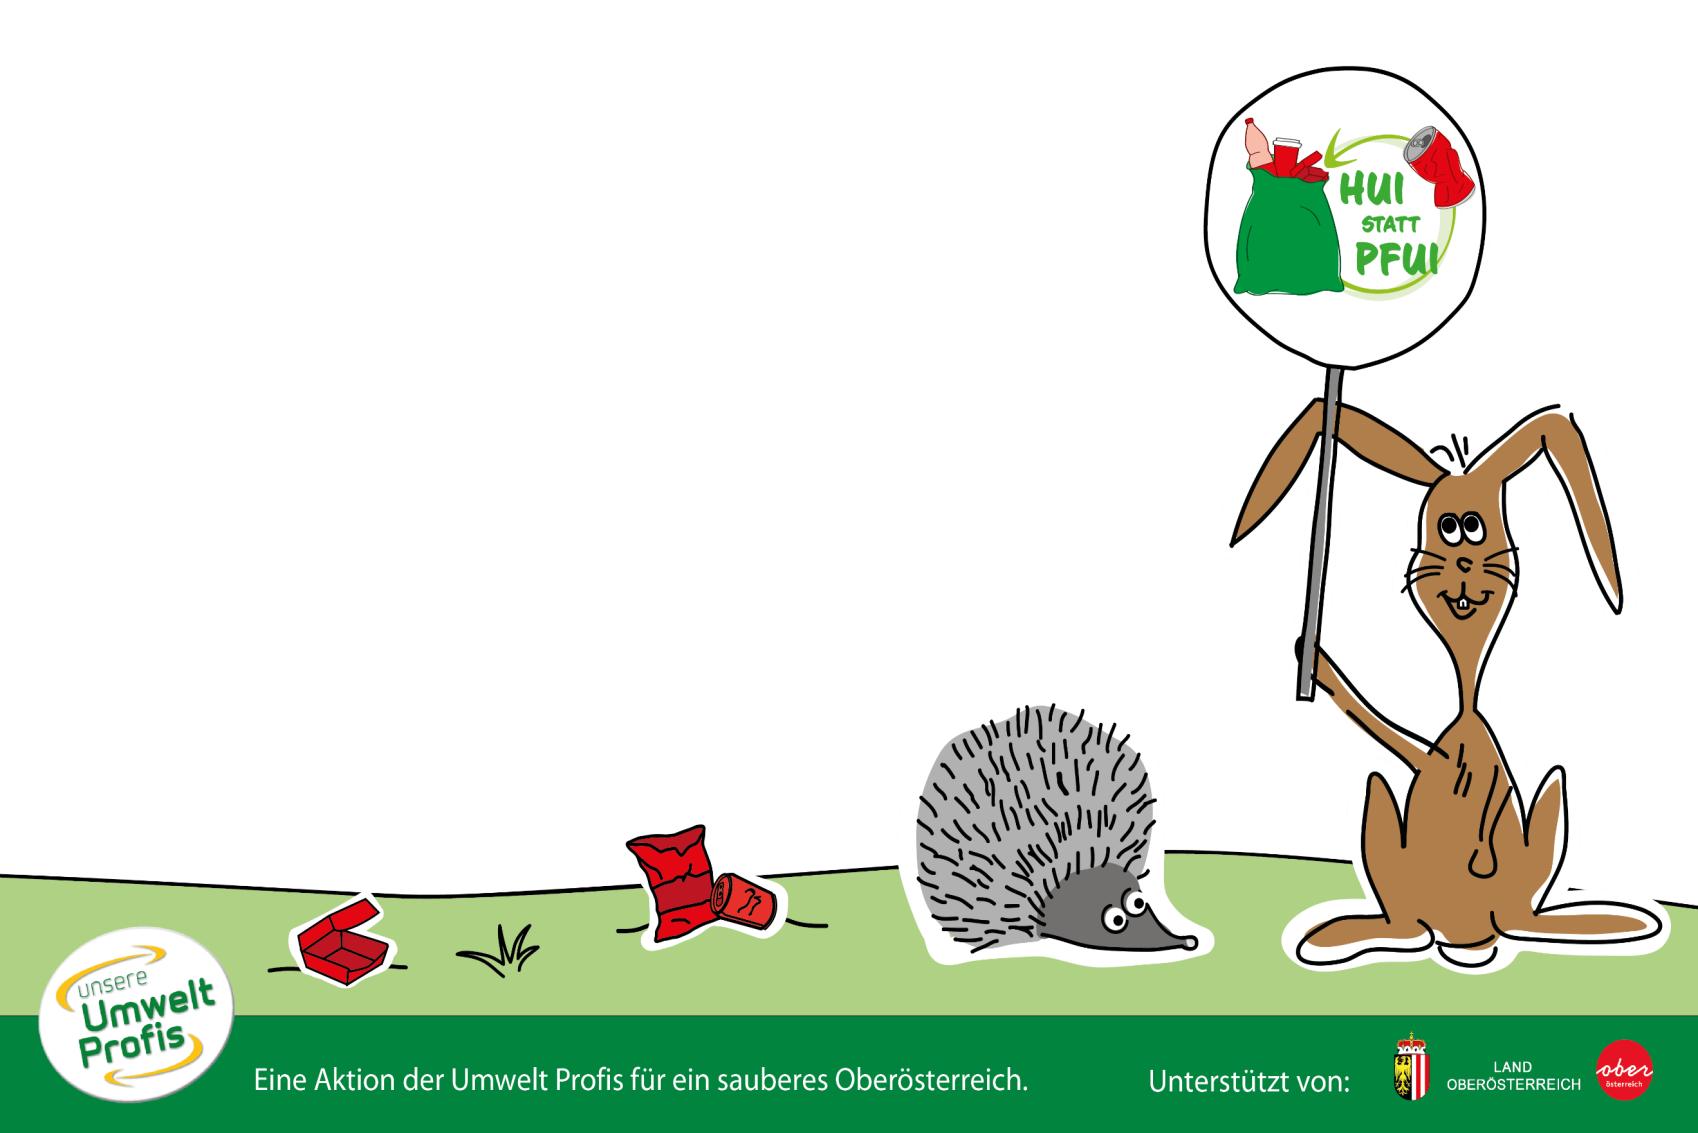 HUI
STATT
PFUI
unsere
Umwelt
Profis
Eine Aktion der Umwelt Profis für ein sauberes Oberösterreich.
Unterstützt von:
LAND
OBERÖSTERREICH
ober
österreich